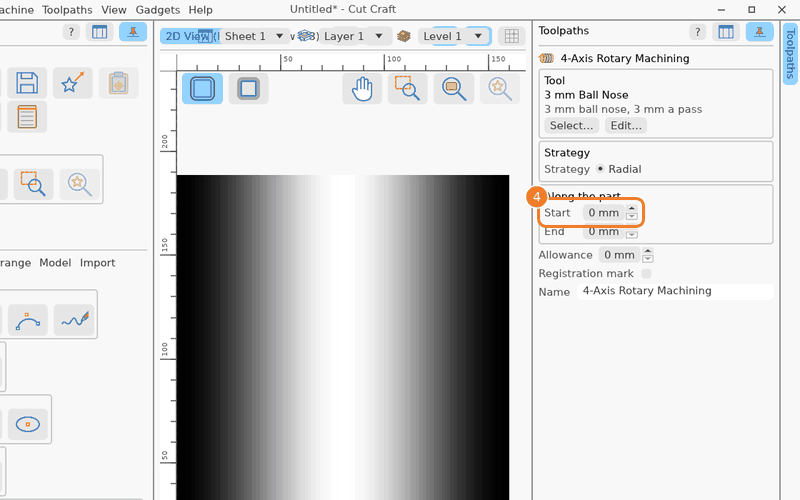 achine Toolpaths View Gadgets Help
Untitled* - Cut Craft
? 2D View Sheet 1 Layer 1 Level 1
Toolpaths ?
Toolpaths
50 100 150
4-Axis Rotary Machining
Tool
3 mm Ball Nose
3 mm ball nose, 3 mm a pass
Select... Edit...
Strategy
Strategy Radial
Along the part
4
Start 0 mm
End 0 mm
Allowance 0 mm
Registration mark
Name 4-Axis Rotary Machining
range Model Import
200
150
100
50